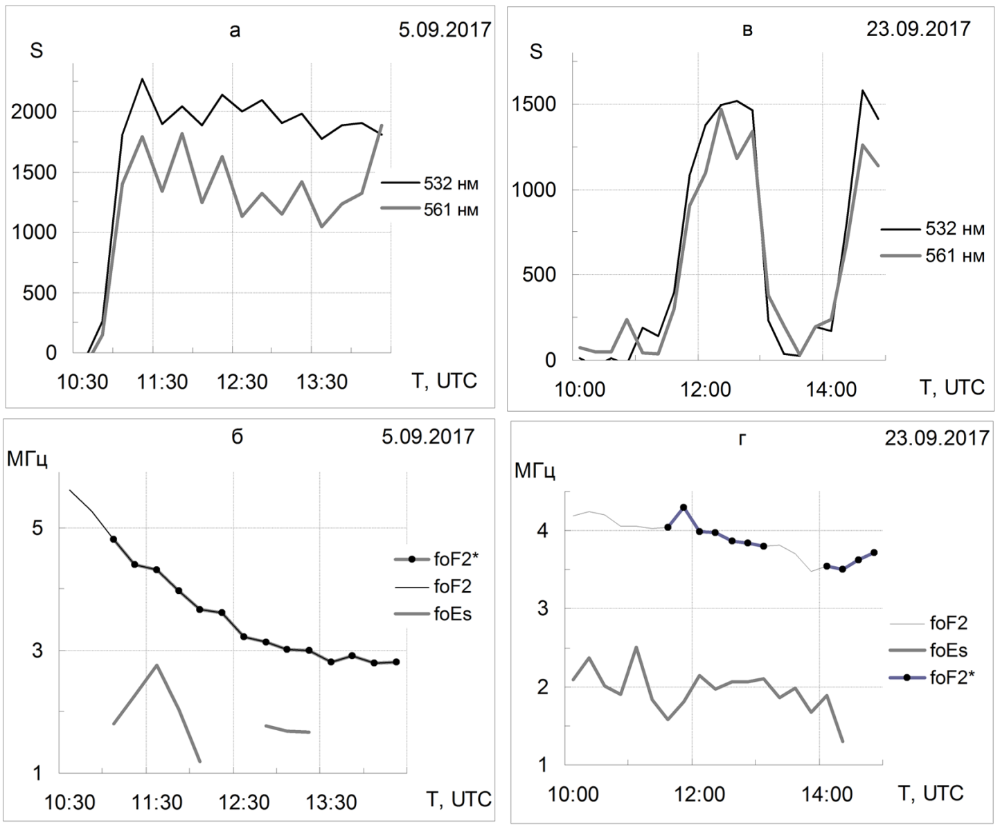 а 5.09.2017
S
2000
1500
1000
500
0
532 нм
561 нм
10:30 11:30 12:30 13:30 T, UTC
в 23.09.2017
S
1500
1000
500
0
532 нм
561 нм
10:00 12:00 14:00 T, UTC
б 5.09.2017
МГц
5
3
1
foF2*
foF2
foEs
10:30 11:30 12:30 13:30 T, UTC
г 23.09.2017
МГц
4
3
2
1
foF2
foEs
foF2*
10:00 12:00 14:00 T, UTC